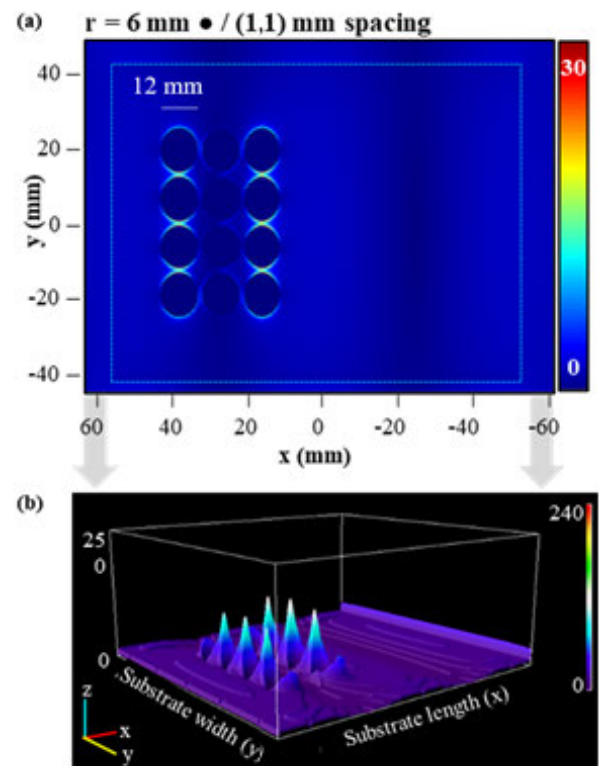 (a) r = 6 mm ● / (1,1) mm spacing
30
40
12 mm
20
y (mm)
0
-20
-40
0
60 40 20 0 -20 -40 -60
x (mm)
(b)
240
25
0
0
0
Substrate width (y)
Substrate length (x)
z
x
y